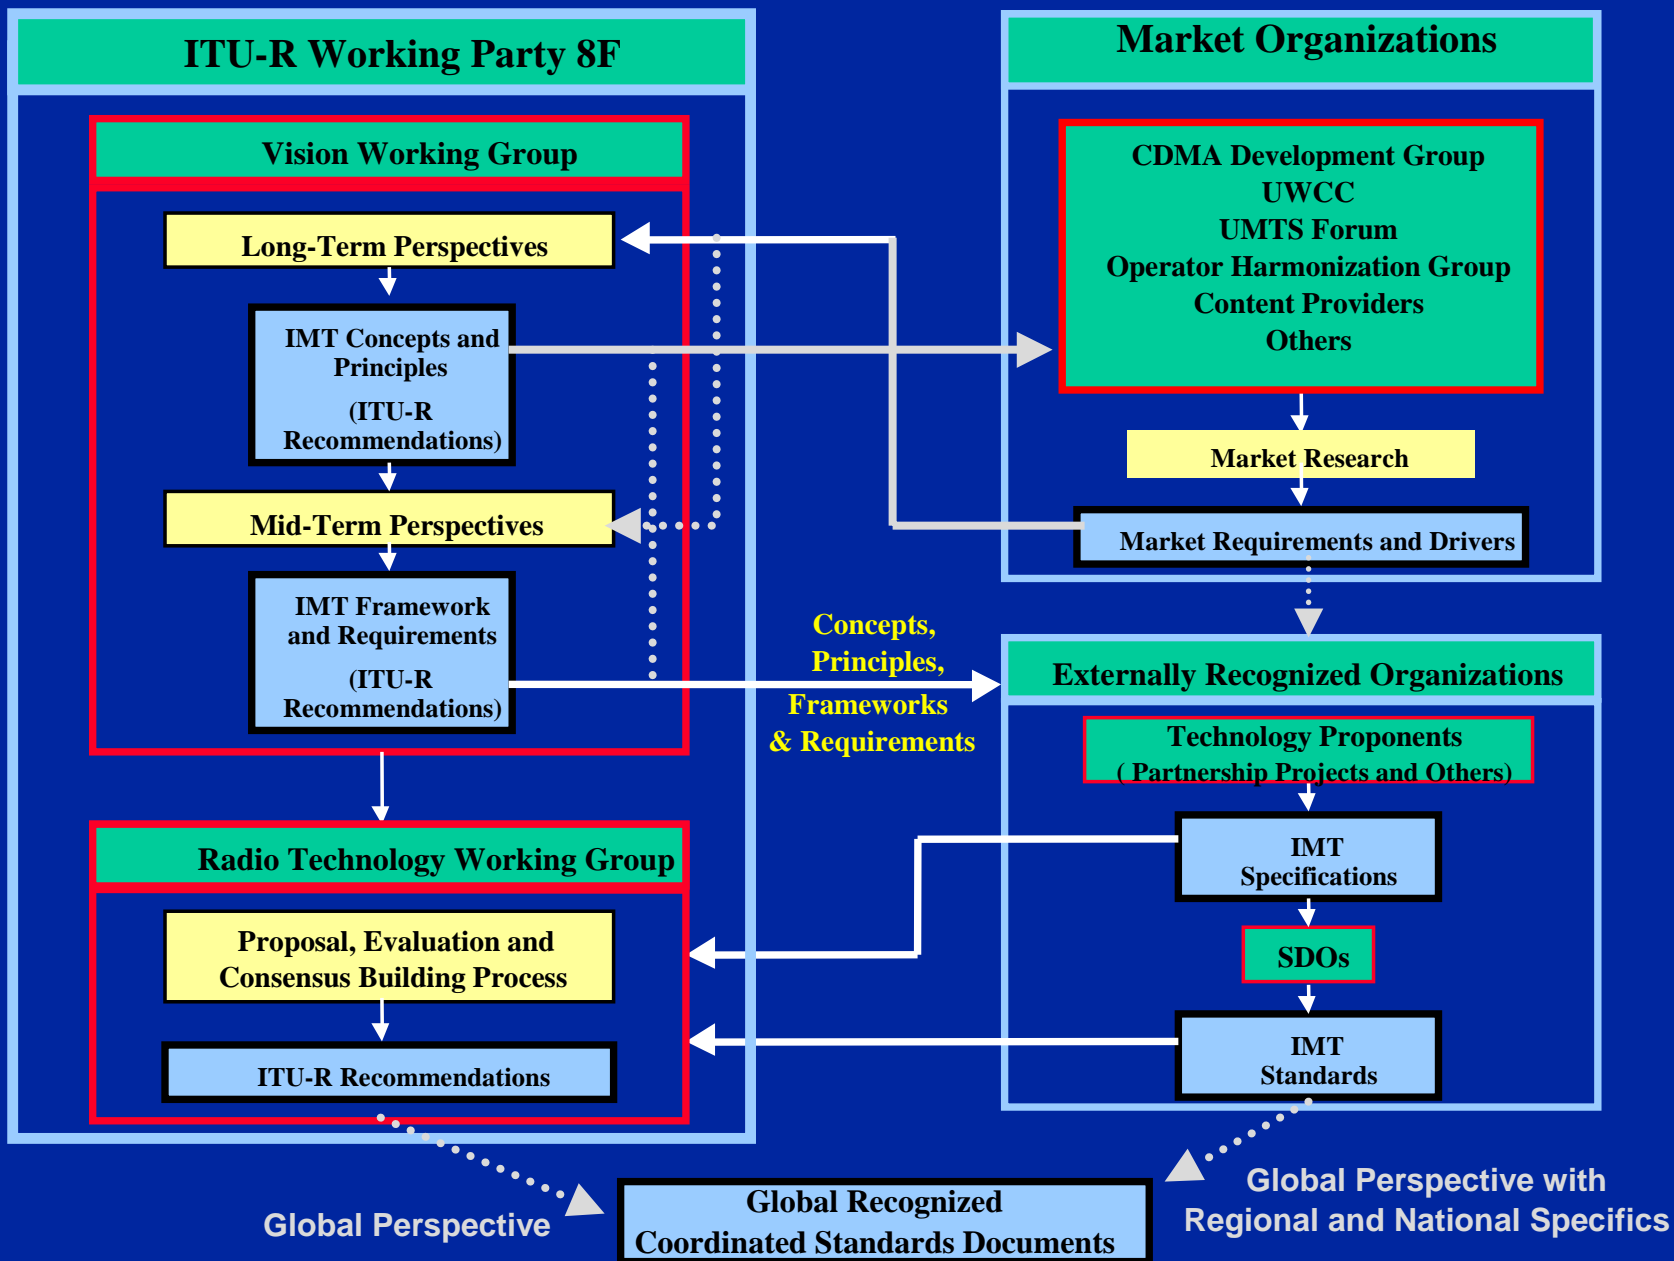 ITU-R Working Party 8F
Vision Working Group
Long-Term Perspectives
IMT Concepts and
Principles
(ITU-R
Recommendations)
Mid-Term Perspectives
IMT Framework
and Requirements
(ITU-R
Recommendations)
Radio Technology Working Group
Proposal, Evaluation and
Consensus Building Process
ITU-R Recommendations
Market Organizations
CDMA Development Group
UWCC
UMTS Forum
Operator Harmonization Group
Content Providers
Others
Market Research
Market Requirements and Drivers
Concepts,
Principles,
Frameworks
& Requirements
Externally Recognized Organizations
Technology Proponents
( Partnership Projects and Others)
IMT
Specifications
SDOs
IMT
Standards
Global Perspective
Global Recognized
Coordinated Standards Documents
Global Perspective with
Regional and National Specifics